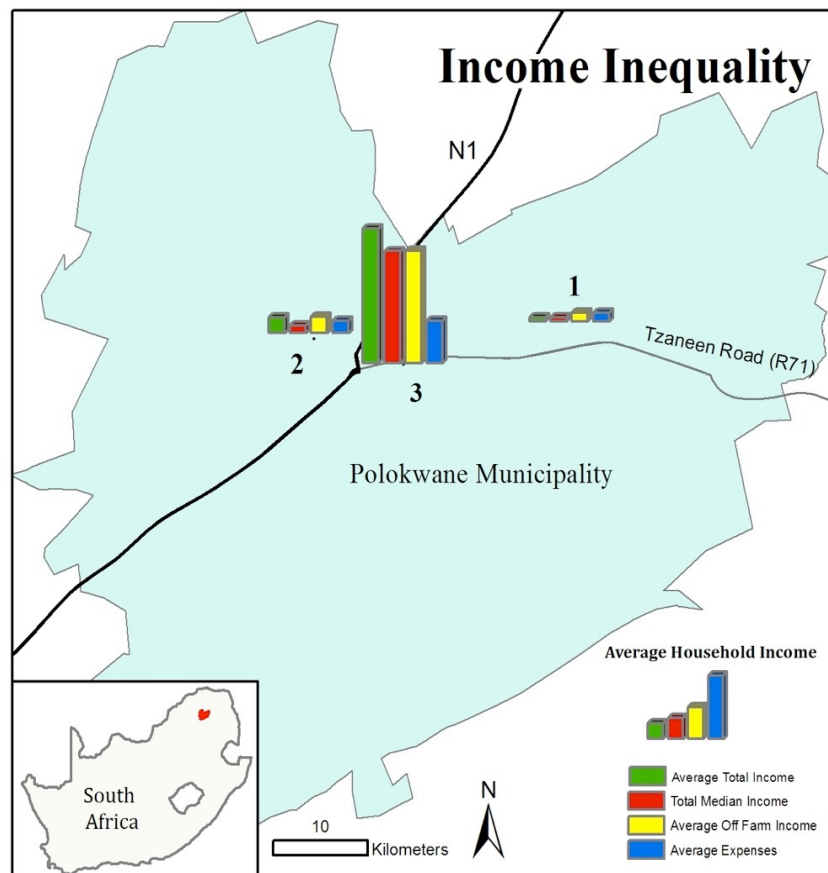 Income Inequality
N1
1
2
3
Tzaneen Road (R71)
Polokwane Municipality
Average Household Income
Average Total Income
Total Median Income
Average Off Farm Income
Average Expenses
South
Africa
10
Kilometers
N